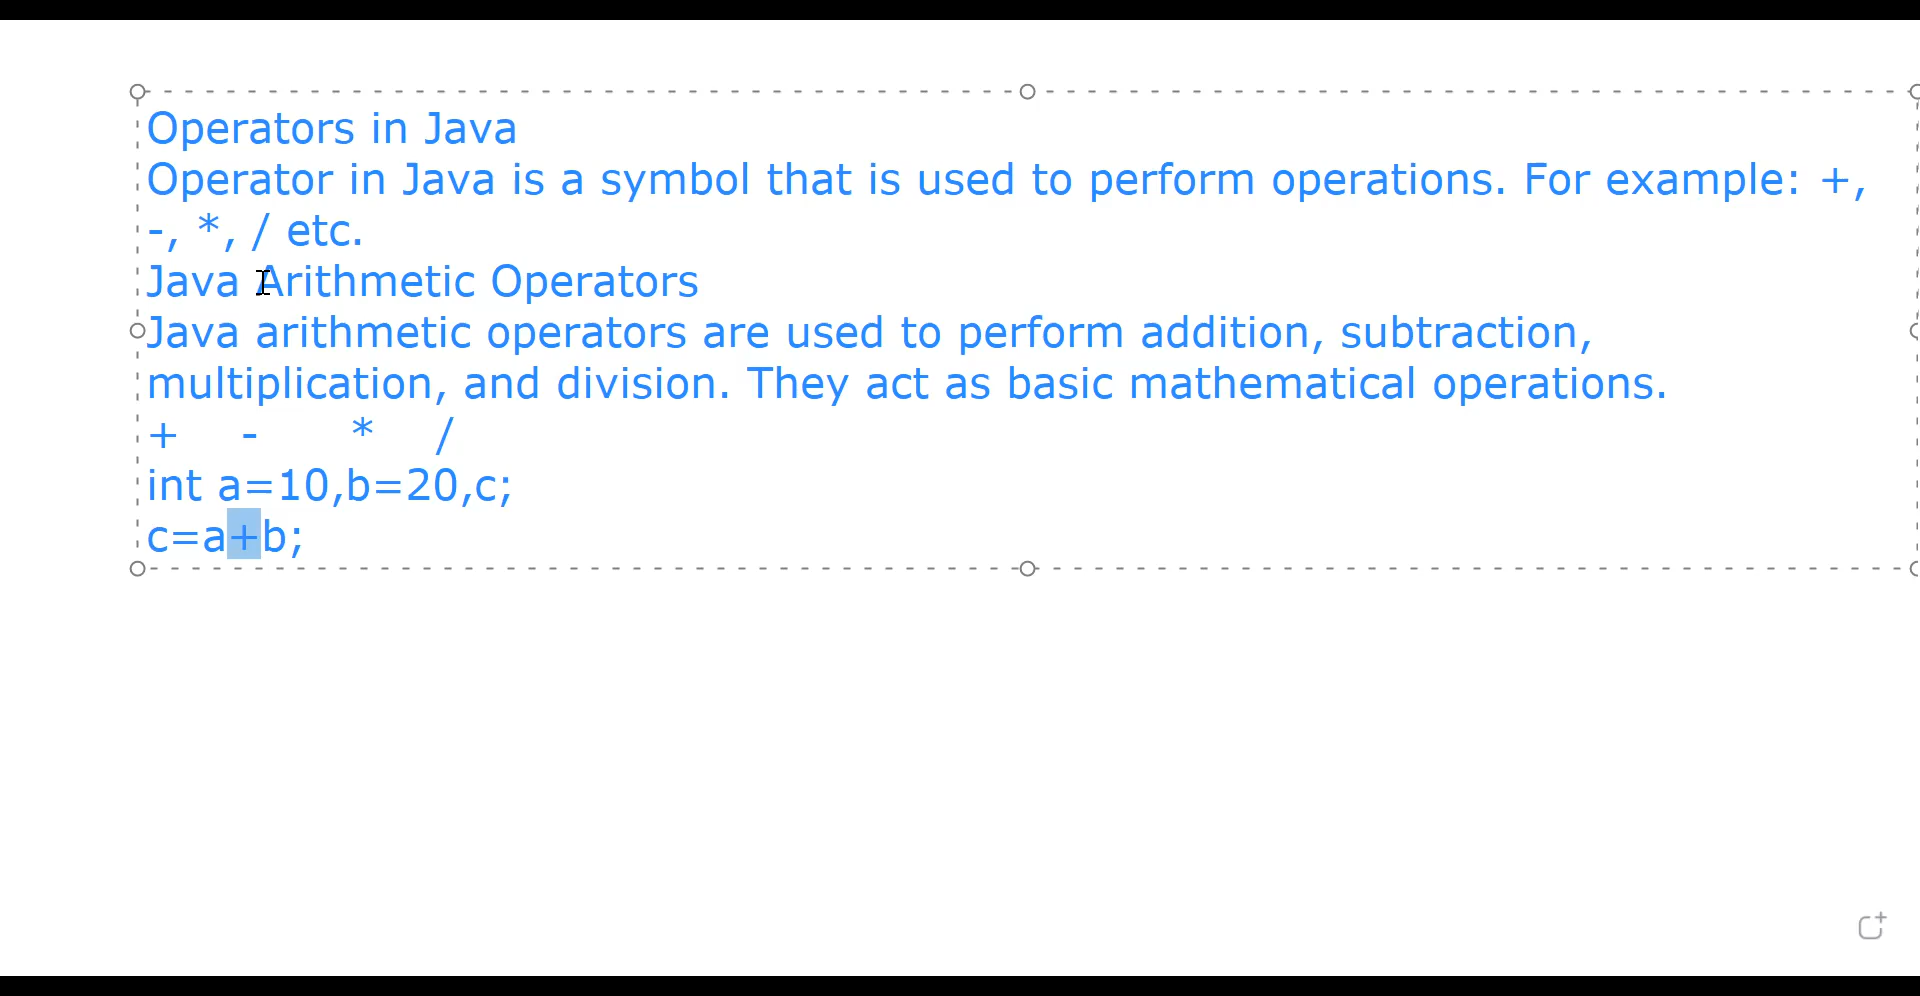 Operators in Java
Operator in Java is a symbol that is used to perform operations. For example: +,
-, *, / etc.
Java Arithmetic Operators
Java arithmetic operators are used to perform addition, subtraction,
multiplication, and division. They act as basic mathematical operations.
+ - * /
int a=10,b=20,c;
c=a+b;